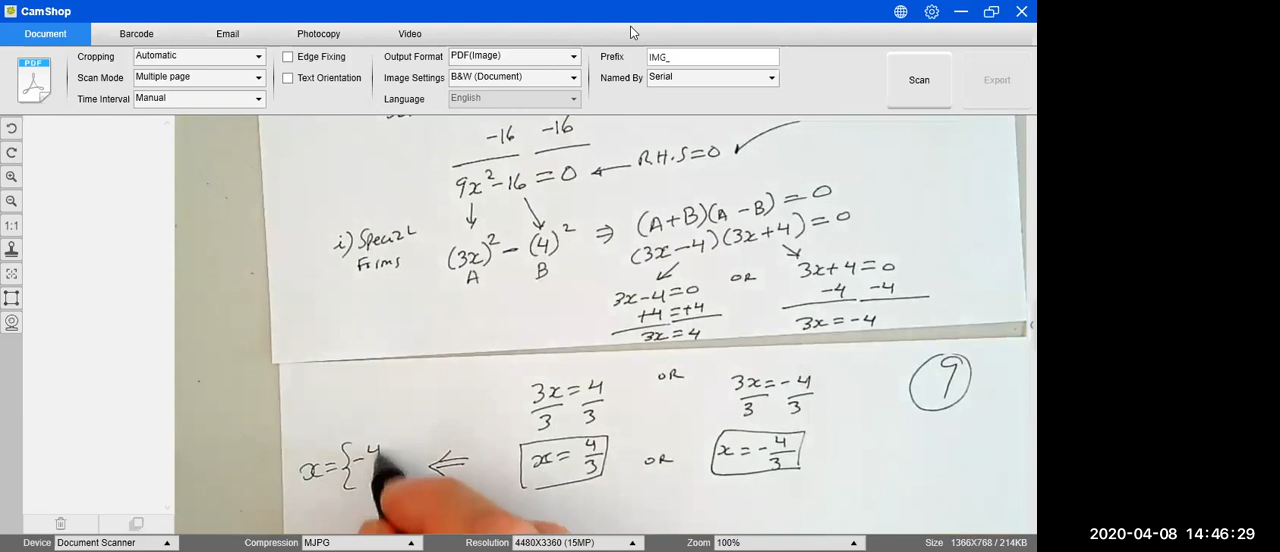 CamShop
Document Barcode Email Photocopy Video
Cropping Automatic Edge Fixing Output Format PDF(Image) Prefix IMG_
PDF Scan Mode Multiple page Text Orientation Image Settings B&W (Document) Named By Serial Scan Export
Time Interval Manual Language English
1:1
-16 -16
9x² - 16 = 0 ← R.H.S = 0
i) Special
Forms
(3x)² - (4)² ⇒ (A+B)(A-B) = 0
A B
(3x-4)(3x+4) = 0
3x-4=0 OR 3x+4=0
+4=+4 -4 -4
3x=4 3x=-4
9
3x=4 OR 3x=-4
3 3 3 3
x= 4/3 OR x=-4/3
x={-4
⇐
Device Document Scanner Compression MJPG Resolution 4480X3360 (15MP) Zoom 100% Size 1366X768 / 214KB
2020-04-08 14:46:29